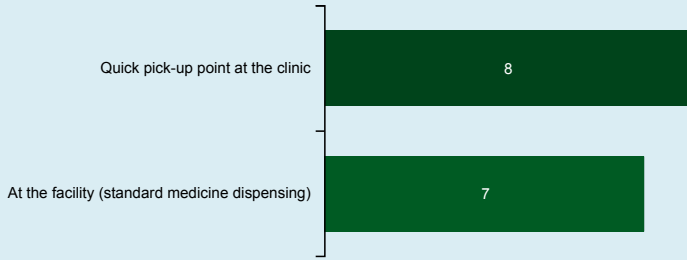 Quick pick-up point at the clinic
8
At the facility (standard medicine dispensing)
7